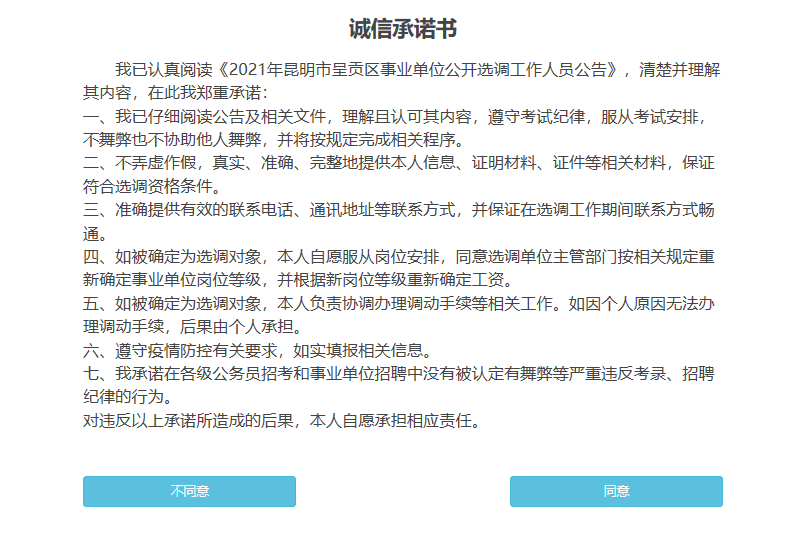 诚信承诺书
我已认真阅读《2021年昆明市呈贡区事业单位公开选调工作人员公告》，清楚并理解
其内容，在此我郑重承诺：
一、我已仔细阅读公告及相关文件，理解且认可其内容，遵守考试纪律，服从考试安排，
不舞弊也不协助他人舞弊，并将按规定完成相关程序。
二、不弄虚作假，真实、准确、完整地提供本人信息、证明材料、证件等相关材料，保证
符合选调资格条件。
三、准确提供有效的联系电话、通讯地址等联系方式，并保证在选调工作期间联系方式畅
通。
四、如被确定为选调对象，本人自愿服从岗位安排，同意选调单位主管部门按相关规定重
新确定事业单位岗位等级，并根据新岗位等级重新确定工资。
五、如被确定为选调对象，本人负责协调办理调动手续等相关工作。如因个人原因无法办
理调动手续，后果由个人承担。
六、遵守疫情防控有关要求，如实填报相关信息。
七、我承诺在各级公务员招考和事业单位招聘中没有被认定有舞弊等严重违反考录、招聘
纪律的行为。
对违反以上承诺所造成的后果，本人自愿承担相应责任。
不同意
同意